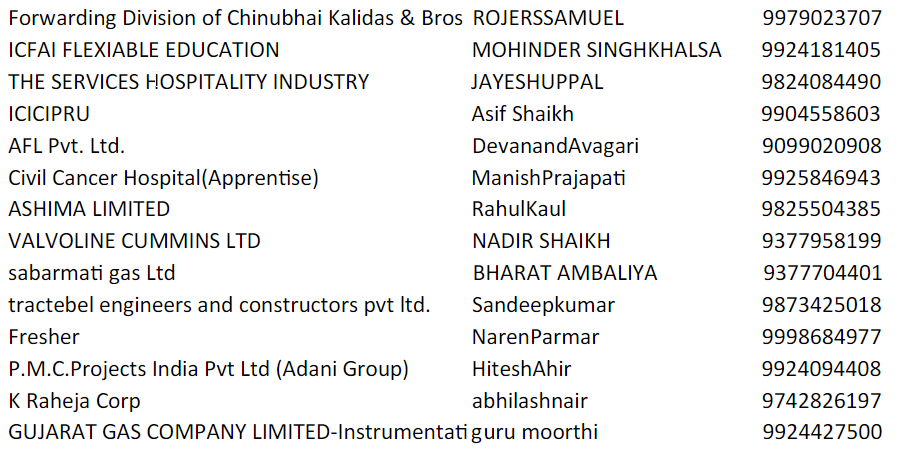 Forwarding Division of Chinubhai Kalidas & Bros ROJERSSAMUEL 9979023707
ICFAI FLEXIABLE EDUCATION MOHINDER SINGHKHALSA 9924181405
THE SERVICES HOSPITALITY INDUSTRY JAYESHUPPAL 9824084490
ICICIPRU Asif Shaikh 9904558603
AFL Pvt. Ltd. DevanandAvagari 9099020908
Civil Cancer Hospital(Apprentise) ManishPrajapati 9925846943
ASHIMA LIMITED RahulKaul 9825504385
VALVOLINE CUMMINS LTD NADIR SHAIKH 9377958199
sabarmati gas Ltd BHARAT AMBALIYA 9377704401
tractebel engineers and constructors pvt ltd. Sandeepkumar 9873425018
Fresher NarenParmar 9998684977
P.M.C.Projects India Pvt Ltd (Adani Group) HiteshAhir 9924094408
K Raheja Corp abhilashnair 9742826197
GUJARAT GAS COMPANY LIMITED-Instrumentati guru moorthi 9924427500